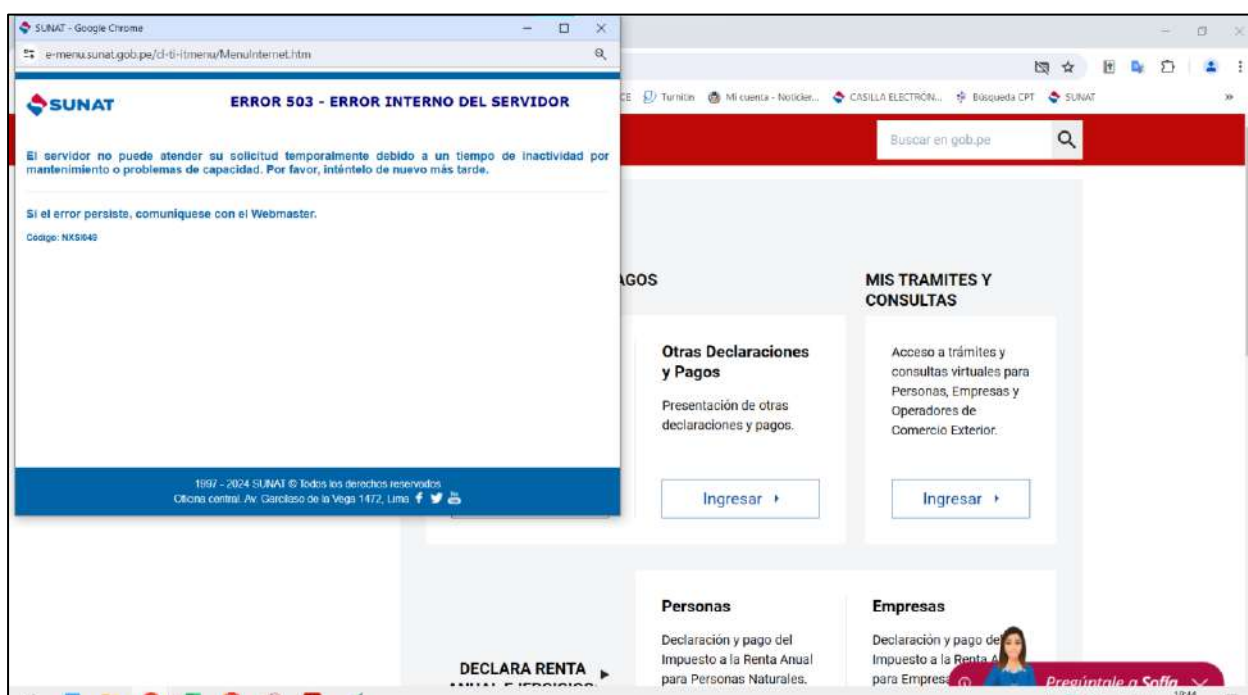 SUNAT - Google Chrome
e-menu.sunat.gob.pe/cl-ti-itmenu/MenuInternet.htm
SUNAT
ERROR 503 - ERROR INTERNO DEL SERVIDOR
El servidor no puede atender su solicitud temporalmente debido a un tiempo de inactividad por
mantenimiento o problemas de capacidad. Por favor, inténtelo de nuevo más tarde.
Si el error persiste, comuníquese con el Webmaster.
Código: NXSI049
1997 - 2024 SUNAT © Todos los derechos reservados
Oficina central. Av. Garcilaso de la Vega 1472, Lima
CE Turnitin Mi cuenta - Noticier... CASILLA ELECTRÓN... Búsqueda CPT SUNAT
Buscar en gob.pe
AGOS
MIS TRAMITES Y
CONSULTAS
Otras Declaraciones
y Pagos
Presentación de otras
declaraciones y pagos.
Ingresar
Acceso a trámites y
consultas virtuales para
Personas, Empresas y
Operadores de
Comercio Exterior.
Ingresar
DECLARA RENTA
Personas
Declaración y pago del
Impuesto a la Renta Anual
para Personas Naturales.
Empresas
Declaración y pago de
Impuesto a la Renta A
para Empresa
Pregúntale a Sofía